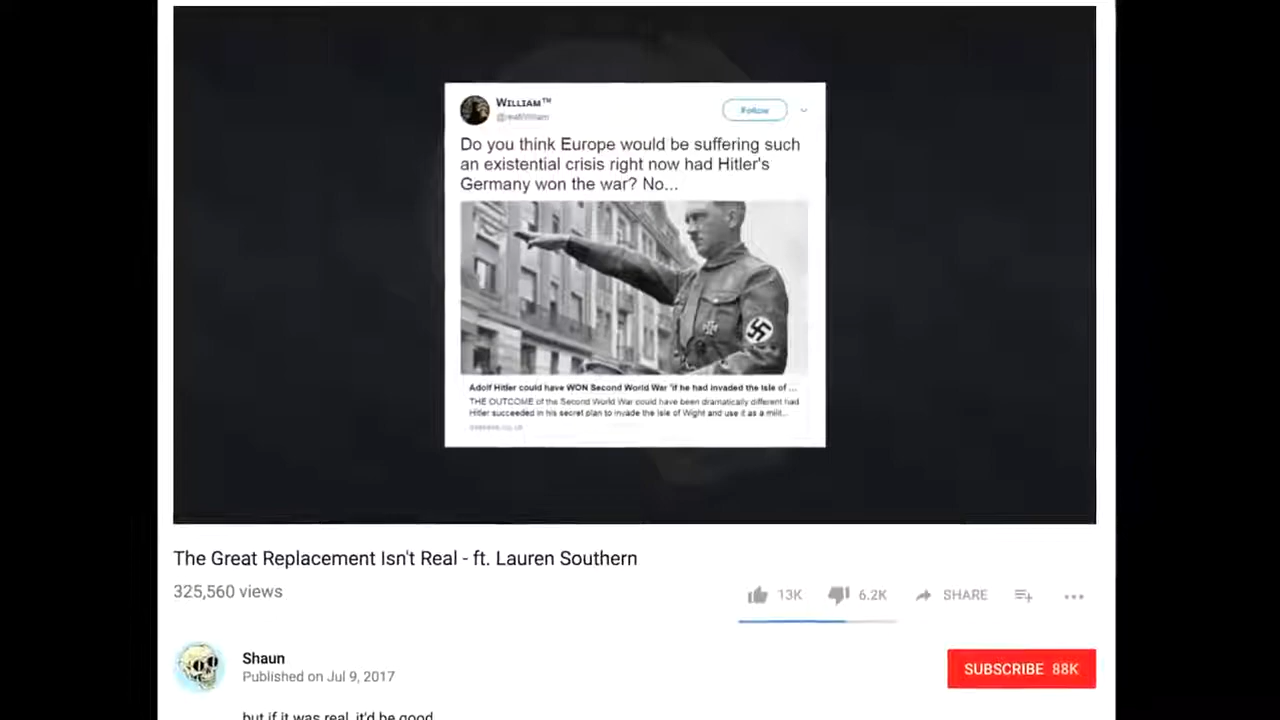 WILLIAM™
Follow
Do you think Europe would be suffering such
an existential crisis right now had Hitler's
Germany won the war? No...
Adolf Hitler could have WON Second World War 'if he had invaded the Isle of ...
THE OUTCOME of the Second World War could have been dramatically different had
Hitler succeeded in his secret plan to invade the Isle of Wight and use it as a milit...
The Great Replacement Isn't Real - ft. Lauren Southern
325,560 views
13K
6.2K
SHARE
Shaun
Published on Jul 9, 2017
SUBSCRIBE 88K
but if it was real, it'd be good